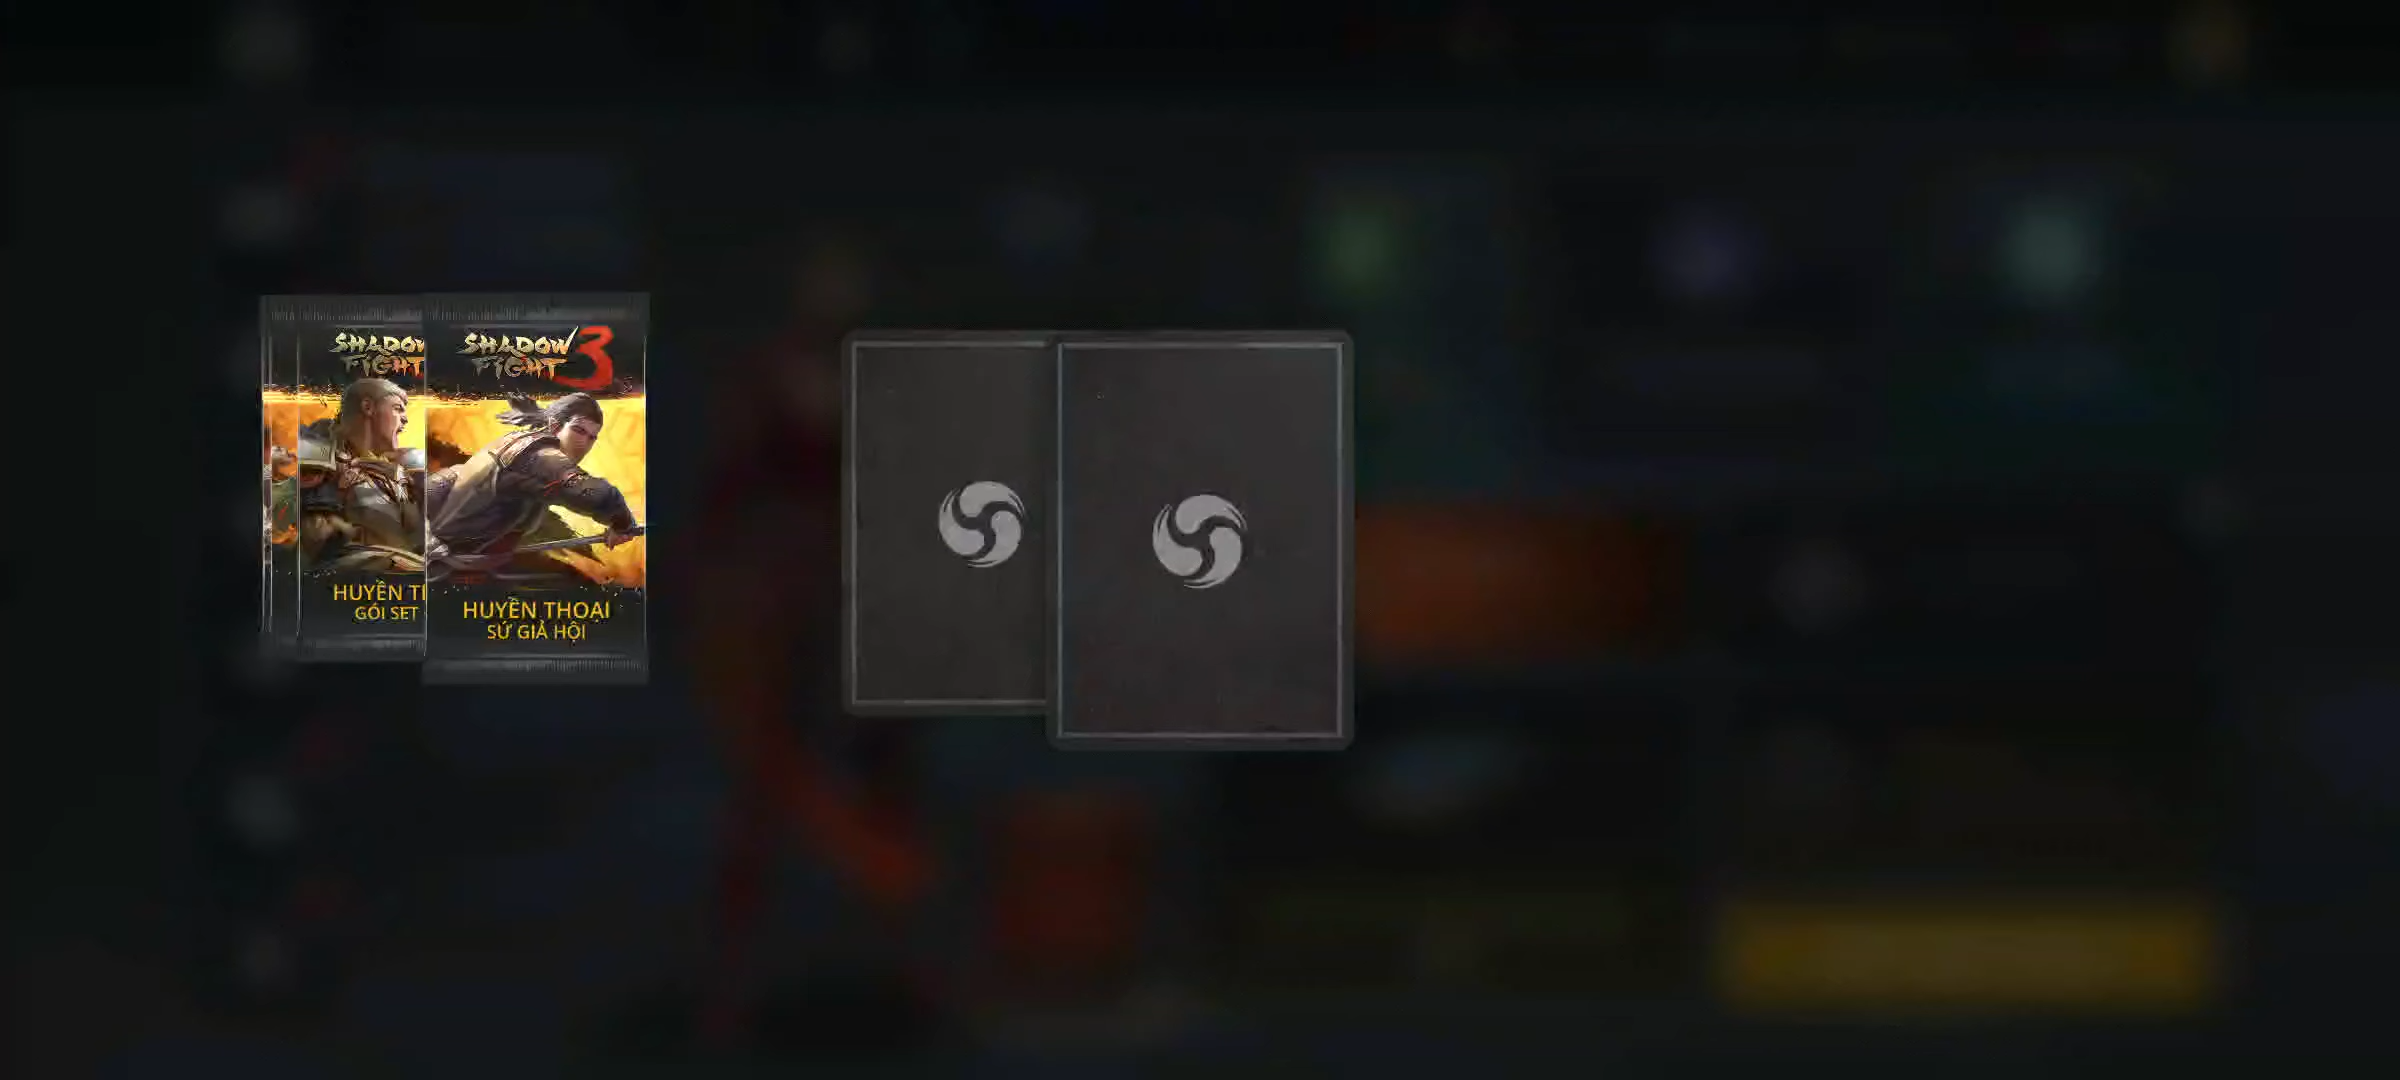 SHADOW
FIGHT
HUYỀN
GÓI SET
SHADOW
FIGHT 3
HUYỀN THOẠI
SỨ GIẢ HỘI